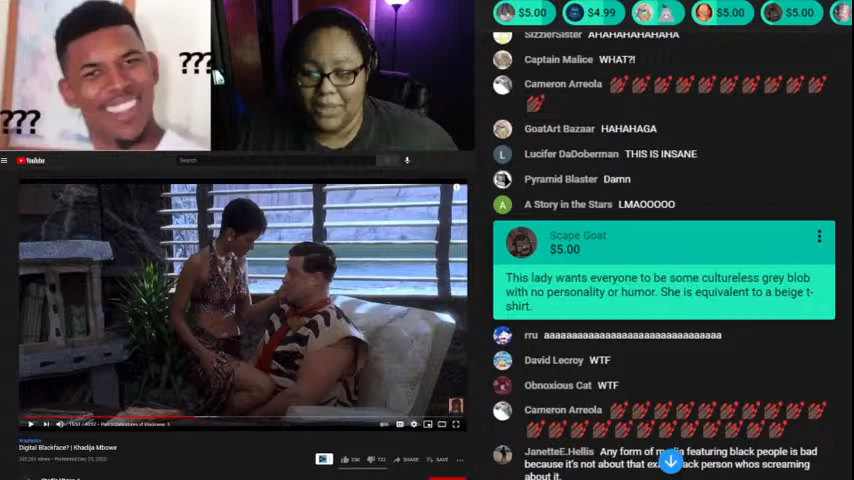 $5.00
$4.99
$5.00
$5.00
SizzlerSister AHAHAHAHAHAHA
Captain Malice WHAT?!
Cameron Arreola
GoatArt Bazaar HAHAHAGA
L Lucifer DaDoberman THIS IS INSANE
Pyramid Blaster Damn
A A Story in the Stars LMAOOOOO
Scape Goat
$5.00
This lady wants everyone to be some cultureless grey blob
with no personality or humor. She is equivalent to a beige t-
shirt.
rru aaaaaaaaaaaaaaaaaaaaaaaaaaaaaaaaa
David Lecroy WTF
Obnoxious Cat WTF
Cameron Arreola
JanetteE.Hellis Any form of media featuring black people is bad
because it's not about that
black person whos screaming
about it.
???
???
YouTube
Search
Digital Blackface? | Khadija Mbowe
SHARE
SAVE